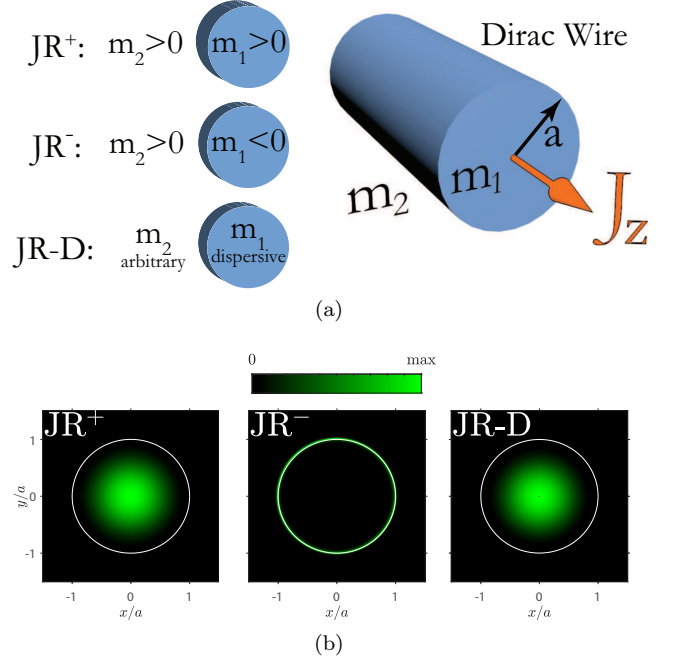 JR⁺: m₂>0 m₁>0
Dirac Wire
JR⁻: m₂>0 m₁<0
a
m₁
m₂
J_z
JR-D: m₂ arbitrary m₁ dispersive
(a)
0 max
JR⁺ JR⁻ JR-D
1
0
-1
y/a
-1 0 1 -1 0 1 -1 0 1
x/a x/a x/a
(b)